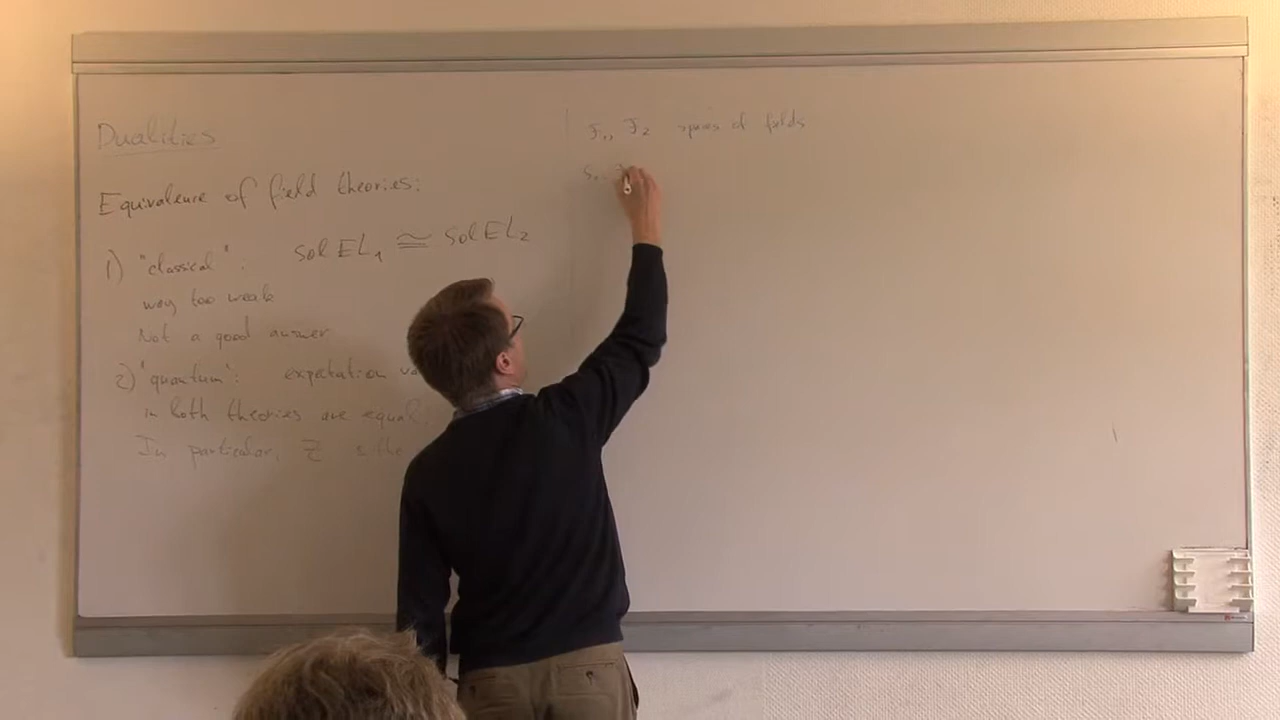 Dualities
Equivalence of field theories:
1) "classical": Sol EL₁ ≅ Sol EL₂
way too weak
Not a good answer
2) "quantum": expectation
in both theories are equal.
In particular, Z
F₁, F₂ spaces of fields
S₁